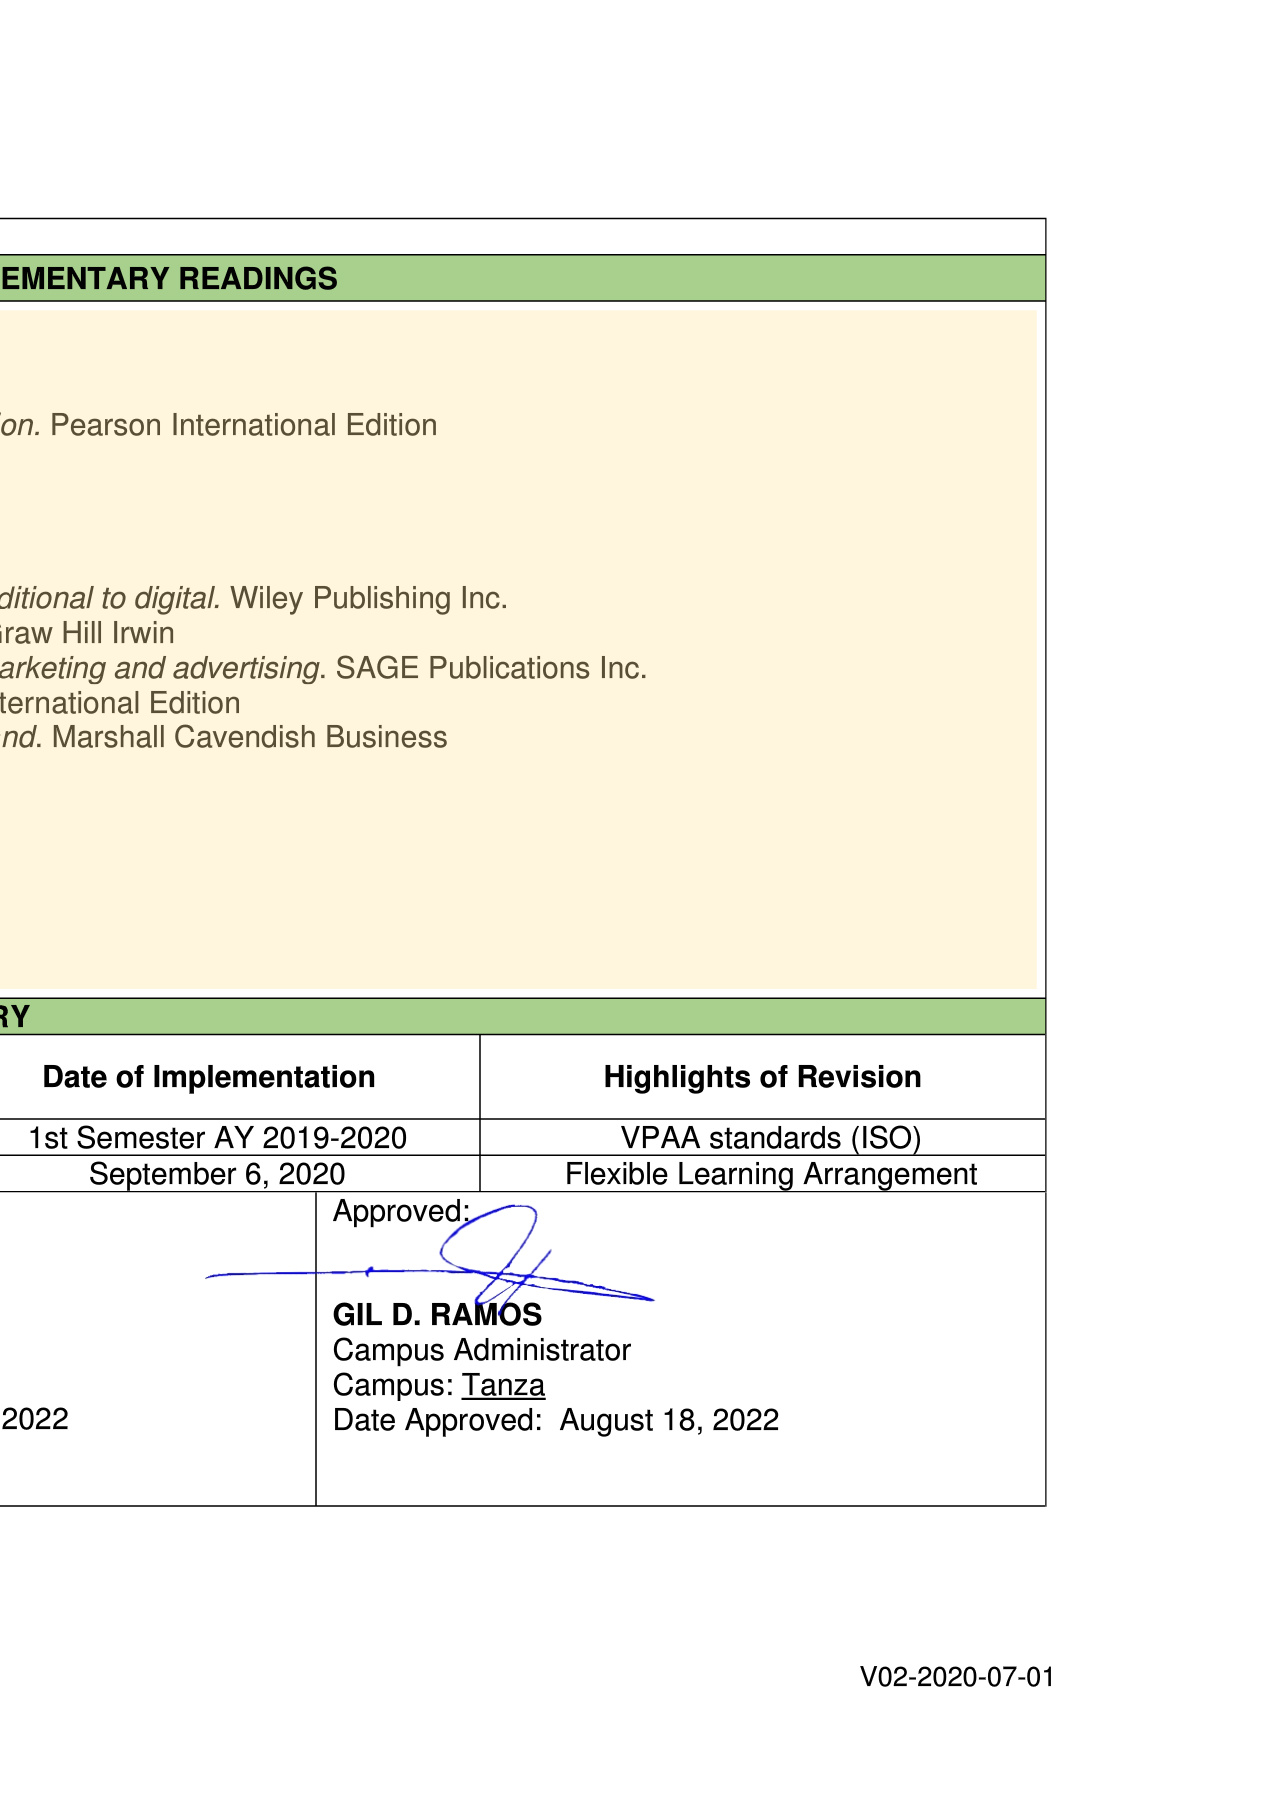 EMENTARY READINGS
ion. Pearson International Edition
ditional to digital. Wiley Publishing Inc.
Graw Hill Irwin
arketing and advertising. SAGE Publications Inc.
ternational Edition
nd. Marshall Cavendish Business
RY
Date of Implementation Highlights of Revision
1st Semester AY 2019-2020 VPAA standards (ISO)
September 6, 2020 Flexible Learning Arrangement
Approved:
GIL D. RAMOS
Campus Administrator
Campus: Tanza
2022 Date Approved: August 18, 2022
V02-2020-07-01